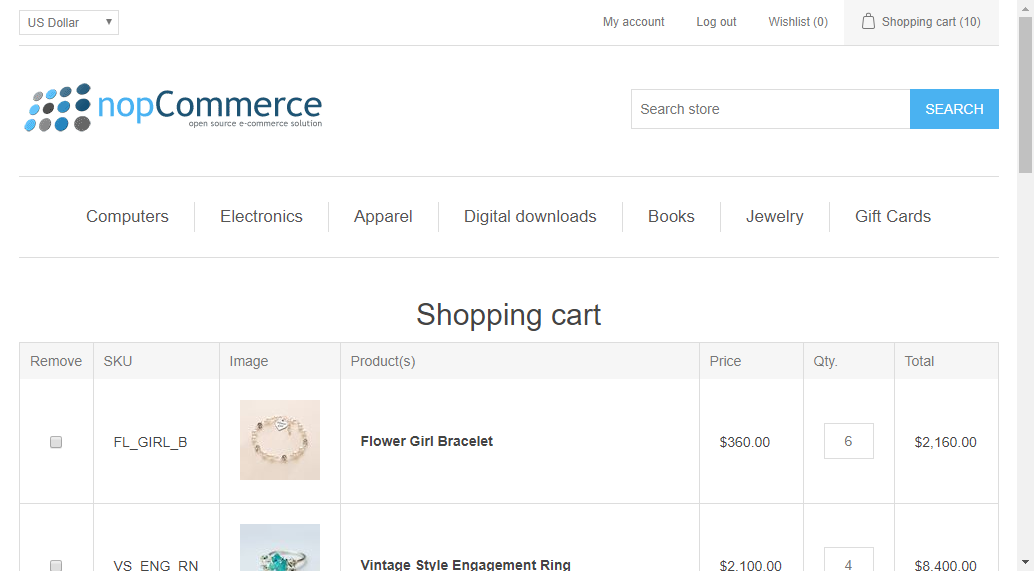 US Dollar
My account
Log out
Wishlist (0)
Shopping cart (10)
nopCommerce
open source e-commerce solution
Search store
SEARCH
Computers
Electronics
Apparel
Digital downloads
Books
Jewelry
Gift Cards
Shopping cart
Remove SKU Image Product(s) Price Qty. Total
FL_GIRL_B Flower Girl Bracelet $360.00 6 $2,160.00
VS_ENG_RN Vintage Style Engagement Ring $2,100.00 4 $8,400.00